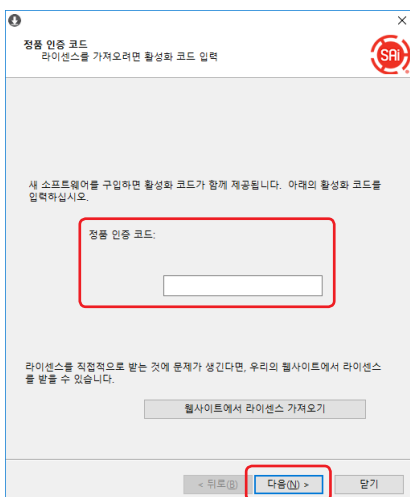 정품 인증 코드
라이센스를 가져오려면 활성화 코드 입력
SAi
새 소프트웨어를 구입하면 활성화 코드가 함께 제공됩니다. 아래의 활성화 코드를
입력하십시오.
정품 인증 코드:
라이센스를 직접적으로 받는 것에 문제가 생긴다면, 우리의 웹사이트에서 라이센스
를 받을 수 있습니다.
웹사이트에서 라이센스 가져오기
< 뒤로(B) 다음(N) > 닫기